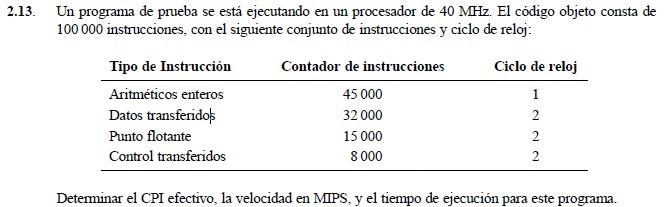 2.13. Un programa de prueba se está ejecutando en un procesador de 40 MHz. El código objeto consta de
100 000 instrucciones, con el siguiente conjunto de instrucciones y ciclo de reloj:
Tipo de Instrucción Contador de instrucciones Ciclo de reloj
Aritméticos enteros 45 000 1
Datos transferidos 32 000 2
Punto flotante 15 000 2
Control transferidos 8 000 2
Determinar el CPI efectivo, la velocidad en MIPS, y el tiempo de ejecución para este programa.